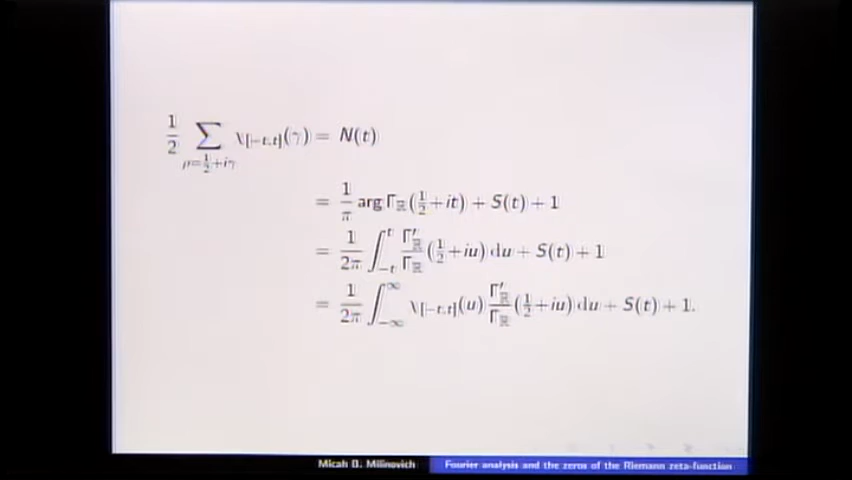 1/2 ∑_{ρ=1/2+iγ} χ_{[−t,t]}(γ) = N(t)
= 1/π arg Γ_ℝ(1/2+it) + S(t) + 1
= 1/2π ∫_{−t}^{t} Γ′_ℝ/Γ_ℝ (1/2+iu) du + S(t) + 1
= 1/2π ∫_{−∞}^{∞} χ_{[−t,t]}(u) Γ′_ℝ/Γ_ℝ (1/2+iu) du + S(t) + 1.
Micah B. Milinovich Fourier analysis and the zeros of the Riemann zeta-function